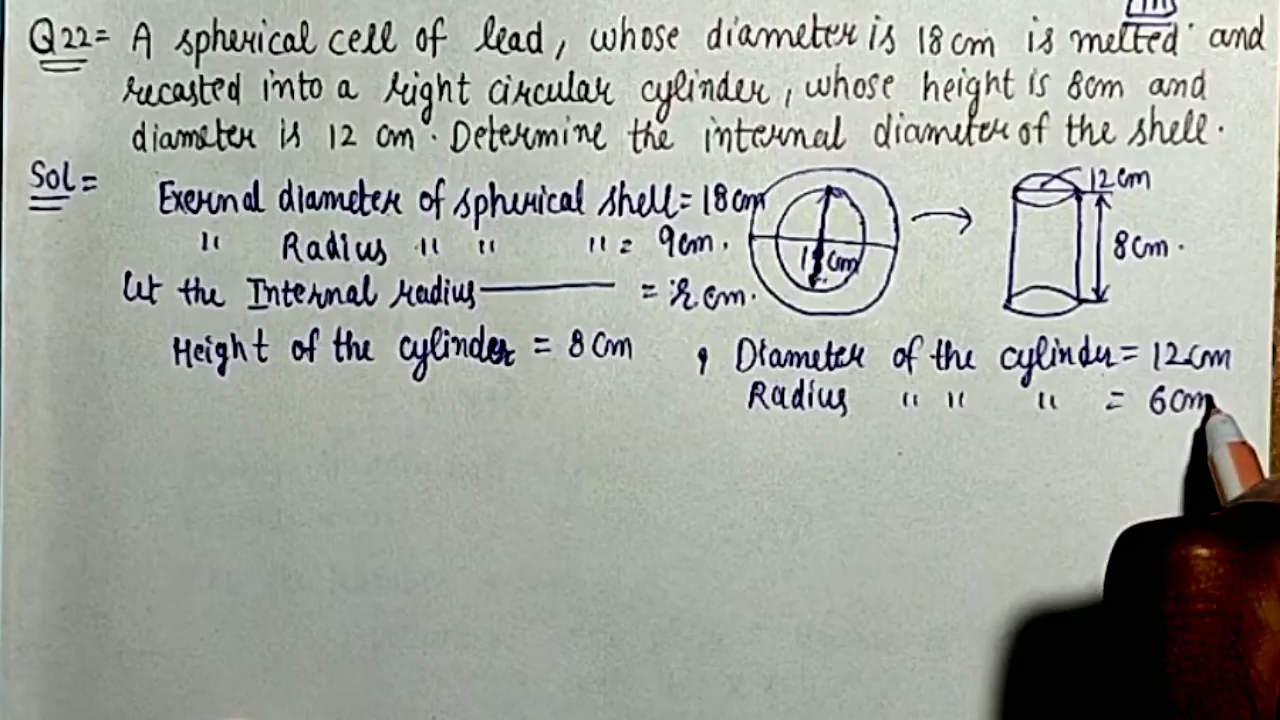 Q22= A spherical cell of lead, whose diameter is 18 cm is melted and
recasted into a right circular cylinder, whose height is 8cm and
diameter is 12 cm. Determine the internal diameter of the shell.
Sol=
Exernal diameter of spherical shell = 18 cm
" Radius " " " = 9cm.
let the Internal radius ——— = r cm.
Height of the cylinder = 8 cm , Diameter of the cylinder = 12cm
Radius " " " = 6cm
12cm
8cm.
cm